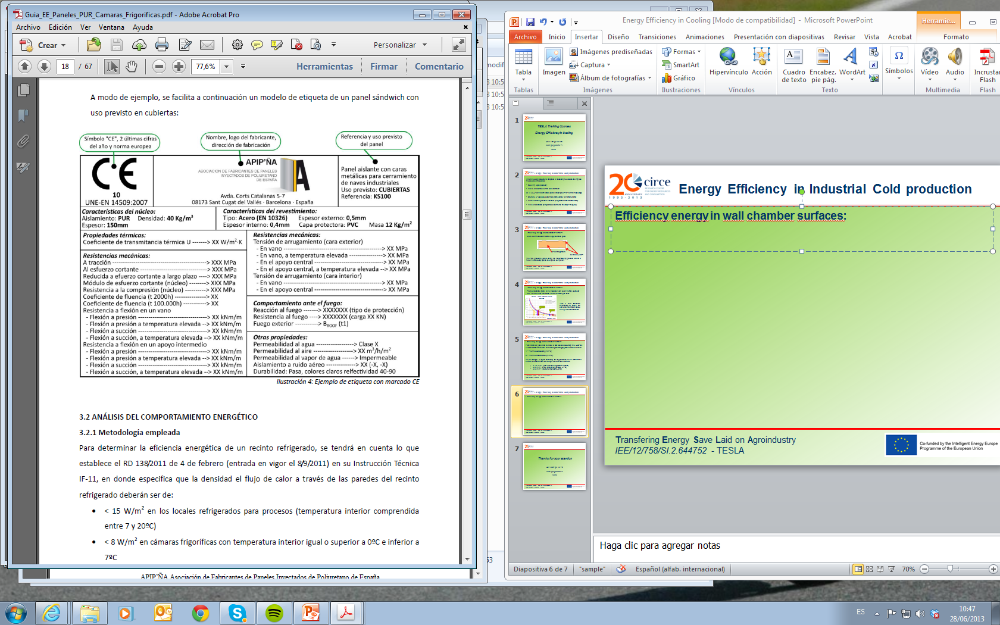 Guia_EE_Paneles_PUR_Camaras_Frigorificas.pdf - Adobe Acrobat Pro
Archivo Edición Ver Ventana Ayuda
Crear
Personalizar
18 / 67
77,6%
Herramientas Firmar Comentario
A modo de ejemplo, se facilita a continuación un modelo de etiqueta de un panel sándwich con
uso previsto en cubiertas:
Símbolo "CE", 2 últimas cifras
del año y norma europea
Nombre, logo del fabricante,
dirección de fabricación
Referencia y uso previsto
del panel
CE
10
UNE-EN 14509:2007
APIP'ÑA
ASOCIACION DE FABRICANTES DE PANELES
INYECTADOS DE POLIURETANO
DE ESPAÑA
A
Avda. Corts Catalanas 5-7
08173 Sant Cugat del Vallés · Barcelona · España
Panel aislante con caras
metálicas para cerramiento
de naves industriales
Uso previsto: CUBIERTAS
Referencia: KS100
Características del núcleo:
Aislamiento: PUR Densidad: 40 Kg/m³
Espesor: 150mm
Características del revestimiento:
Tipo: Acero (EN 10326) Espesor externo: 0,5mm
Espesor interno: 0,4mm Capa protectora: PVC Masa 12 Kg/m²
Propiedades térmicas:
Coeficiente de transmitancia térmica U -------> XX W/m²·K
Resistencias mecánicas:
A tracción ------------------------------------------> XXX MPa
Al esfuerzo cortante ------------------------------> XXX MPa
Reducida a efuerzo cortante a largo plazo ----> XXX MPa
Módulo de esfuerzo cortante (núcleo) --------> XXX MPa
Resistencia a la compresión (núcleo) ----------> XXX MPa
Coeficiente de fluencia (t 2000h) --------------> XX
Coeficiente de fluencia (t 100.000h) -----------> XX
Resistencia a flexión en un vano
- Flexión a presión -------------------------------> XX kNm/m
- Flexión a presión a temperatura elevada --> XX kNm/m
- Flexión a succión -------------------------------> XX kNm/m
- Flexión a succión, a temperatura elevada --> XX kNm/m
Resistencia a flexión en un apoyo intermedio
- Flexión a presión -------------------------------> XX kNm/m
- Flexión a presión a temperatura elevada --> XX kNm/m
- Flexión a succión -------------------------------> XX kNm/m
- Flexión a succión, a temperatura elevada --> XX kNm/m
Resistencias mecánicas:
Tensión de arrugamiento (cara exterior)
- En vano --------------------------------------------> XX MPa
- En vano, a temperatura elevada --------------> XX MPa
- En el apoyo central -----------------------------> XX MPa
- En el apoyo central, a temperatura elevada --> XX MPa
Tensión de arrugamiento (cara interior)
- En vano --------------------------------------------> XX MPa
- En el apoyo central -----------------------------> XX MPa
Comportamiento ante el fuego:
Reacción al fuego -------> XXXXXXX (tipo de protección)
Resistencia al fuego ----> XXXXXXX (carga XX KN)
Fuego exterior ----------> BROOF (t1)
Otras propiedades:
Permeabilidad al agua -----------------> Clase X
Permeabilidad al aire -----------------> XX m³/h/m²
Permeabilidad al vapor de agua ------> Impermeable
Aislamiento a ruido aéreo --------------> XX (-X, -X)
Durabilidad: Pasa, colores claros relfectividad 40-90
Ilustración 4: Ejemplo de etiqueta con marcado CE
3.2 ANÁLISIS DEL COMPORTAMIENTO ENERGÉTICO
3.2.1 Metodología empleada
Para determinar la eficiencia energética de un recinto refrigerado, se tendrá en cuenta lo que
establece el RD 138/2011 de 4 de febrero (entrada en vigor el 8/9/2011) en su Instrucción Técnica
IF-11, en donde especifica que la densidad el flujo de calor a través de las paredes del recinto
refrigerado deberán ser de:
• < 15 W/m² en los locales refrigerados para procesos (temperatura interior comprendida
entre 7 y 20ºC)
• < 8 W/m² en cámaras frigoríficas con temperatura interior igual o superior a 0ºC e inferior a
7ºC
APIP'ÑA Asociación de Fabricantes de Paneles Inyectados de Poliuretano de España
modif
10:5
10:5
10:5
Energy Efficiency in Cooling [Modo de compatibilidad] - Microsoft PowerPoint
Herramie...
Archivo Inicio Insertar Diseño Transiciones Animaciones Presentación con diapositivas Revisar Vista Acrobat Formato
Tabla
Tablas
Imagen
Imágenes prediseñadas
Captura
Álbum de fotografías
Imágenes
Formas
SmartArt
Gráfico
Ilustraciones
Hipervínculo Acción
Vínculos
Cuadro
de texto
Encabez.
pie pág.
WordArt
Texto
Símbolos
Vídeo Audio
Multimedia
Incrusta
Flash
Flash
1
TESLA Training Courses
Energy Efficiency in Cooling
2
3
4
5
6
7
Thanks for your attention
20 circe
ANNIVERSARY
1993-2013
RESEARCH CENTRE
FOR ENERGY RESOURCES
AND CONSUMPTION
Energy Efficiency in Industrial Cold production
Efficiency energy in wall chamber surfaces:
Transfering Energy Save Laid on Agroindustry
IEE/12/758/SI.2.644752 - TESLA
Co-funded by the Intelligent Energy Europe
Programme of the European Union
Haga clic para agregar notas
Diapositiva 6 de 7 "sample" Español (alfab. internacional) 70%
ES
10:47
28/06/2013